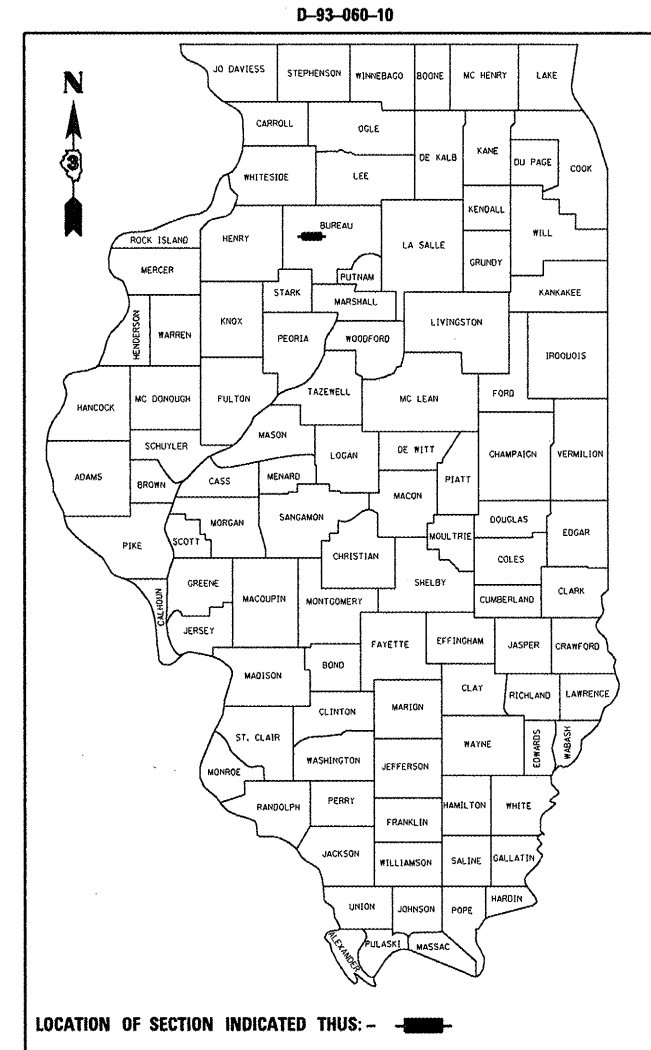 D-93-060-10
JO DAVIESS STEPHENSON WINNEBAGO BOONE MC HENRY LAKE
N
CARROLL OGLE
DE KALB KANE DU PAGE COOK
3
WHITESIDE LEE
KENDALL
BUREAU WILL
ROCK ISLAND HENRY LA SALLE
GRUNDY
MERCER PUTNAM
STARK KANKAKEE
MARSHALL
HENDERSON WARREN KNOX LIVINGSTON
PEORIA WOODFORD
IROQUOIS
TAZEWELL FORD
HANCOCK MC DONOUGH FULTON MC LEAN
MASON
SCHUYLER LOGAN DE WITT CHAMPAIGN VERMILION
ADAMS BROWN CASS MENARD PIATT
MACON
MORGAN SANGAMON DOUGLAS
PIKE SCOTT MOULTRIE EDGAR
CHRISTIAN COLES
GREENE SHELBY
CALHOUN MACOUPIN MONTGOMERY CUMBERLAND CLARK
JERSEY FAYETTE EFFINGHAM JASPER CRAWFORD
BOND
MADISON CLAY
RICHLAND LAWRENCE
CLINTON MARION
ST. CLAIR WAYNE EDWARDS WABASH
WASHINGTON JEFFERSON
MONROE
RANDOLPH PERRY HAMILTON WHITE
FRANKLIN
JACKSON WILLIAMSON SALINE GALLATIN
UNION JOHNSON POPE HARDIN
ALEXANDER PULASKI MASSAC
LOCATION OF SECTION INDICATED THUS: -